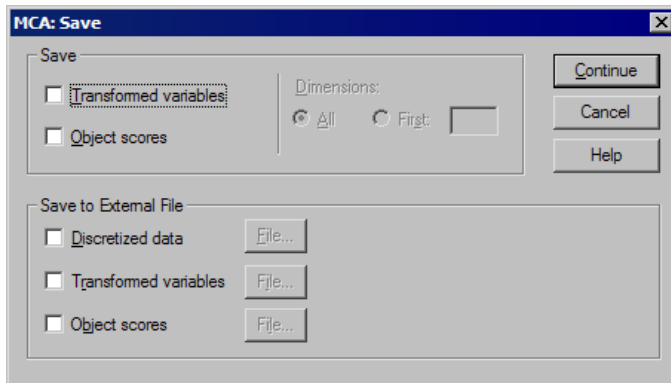 MCA: Save
Save
Transformed variables
Object scores
Dimensions:
All
First:
Continue
Cancel
Help
Save to External File
Discretized data
File...
Transformed variables
File...
Object scores
File...